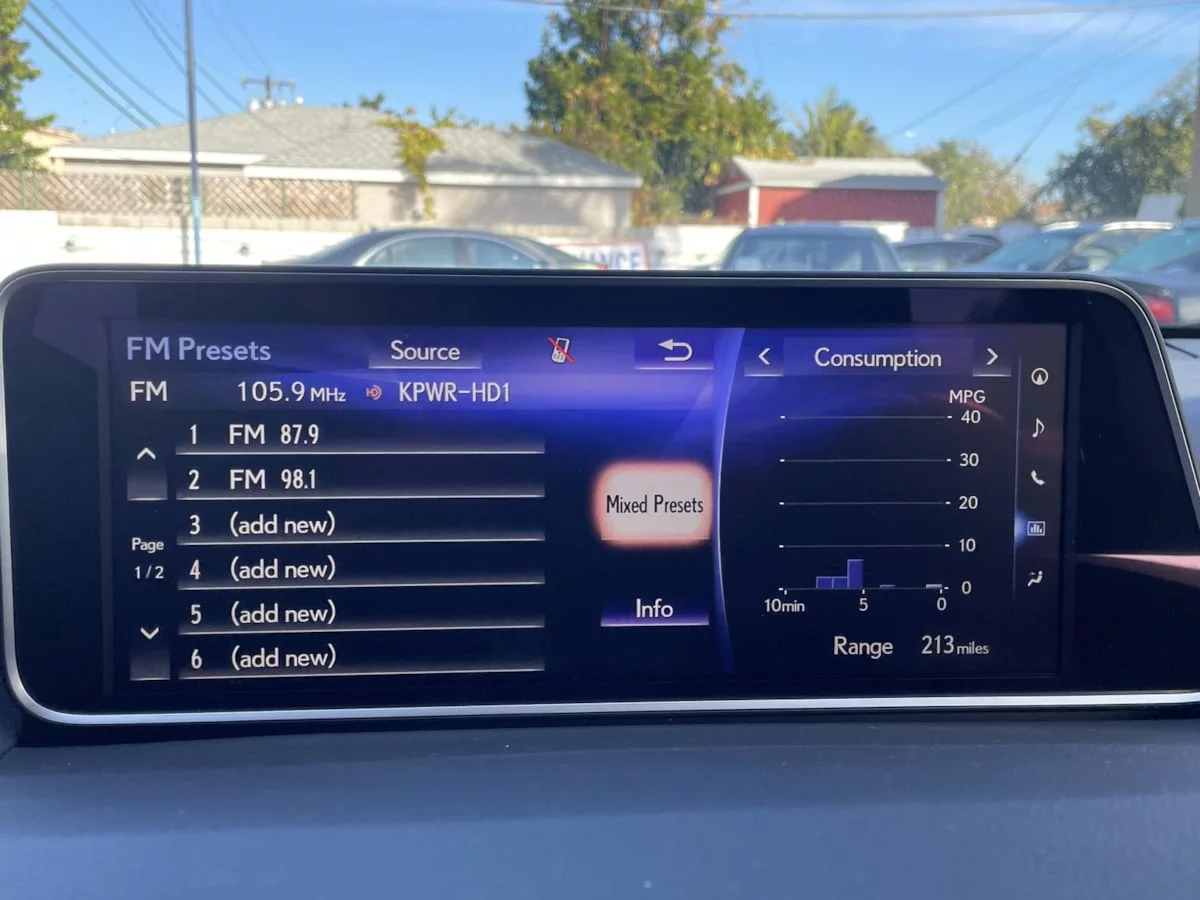 ANCE
FM Presets
Source
FM 105.9 MHz KPWR-HD1
1 FM 87.9
2 FM 98.1
3 (add new)
4 (add new)
5 (add new)
6 (add new)
Page
1/2
Mixed Presets
Info
Consumption
MPG
40
30
20
10
0
10min 5 0
Range 213 miles